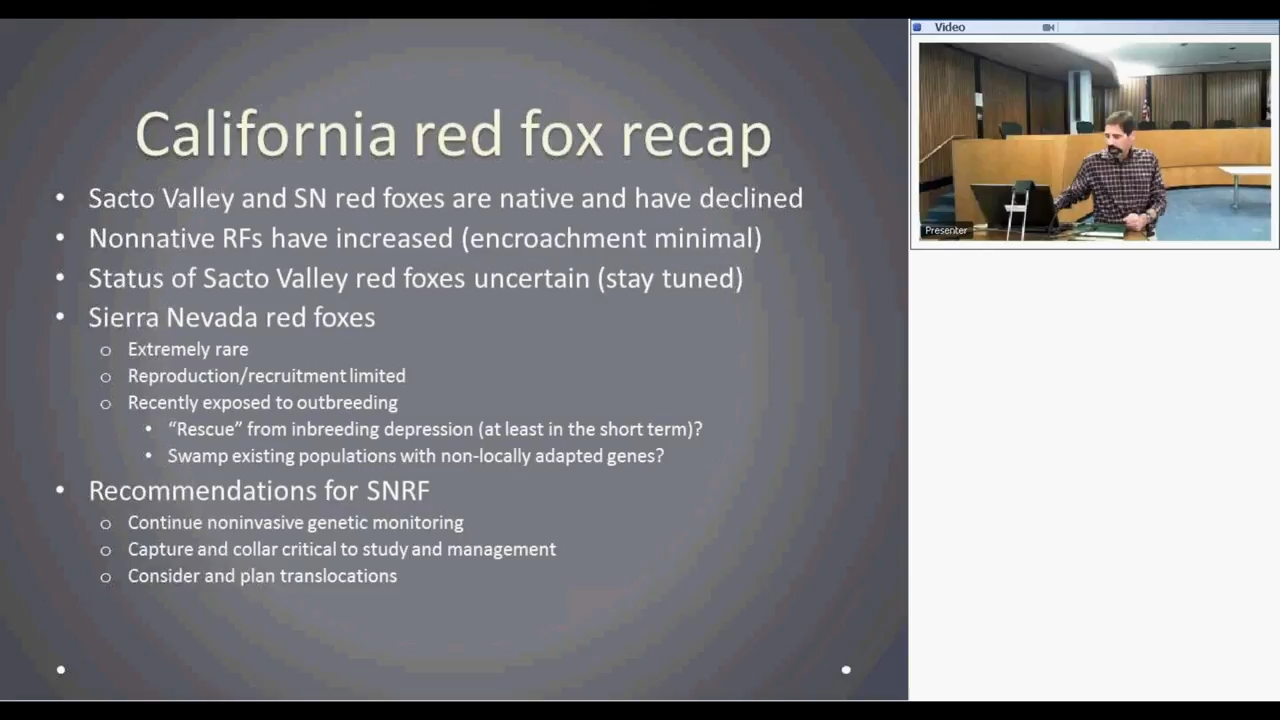 California red fox recap
• Sacto Valley and SN red foxes are native and have declined
• Nonnative RFs have increased (encroachment minimal)
• Status of Sacto Valley red foxes uncertain (stay tuned)
• Sierra Nevada red foxes
o Extremely rare
o Reproduction/recruitment limited
o Recently exposed to outbreeding
• “Rescue” from inbreeding depression (at least in the short term)?
• Swamp existing populations with non-locally adapted genes?
• Recommendations for SNRF
o Continue noninvasive genetic monitoring
o Capture and collar critical to study and management
o Consider and plan translocations
Video
Presenter